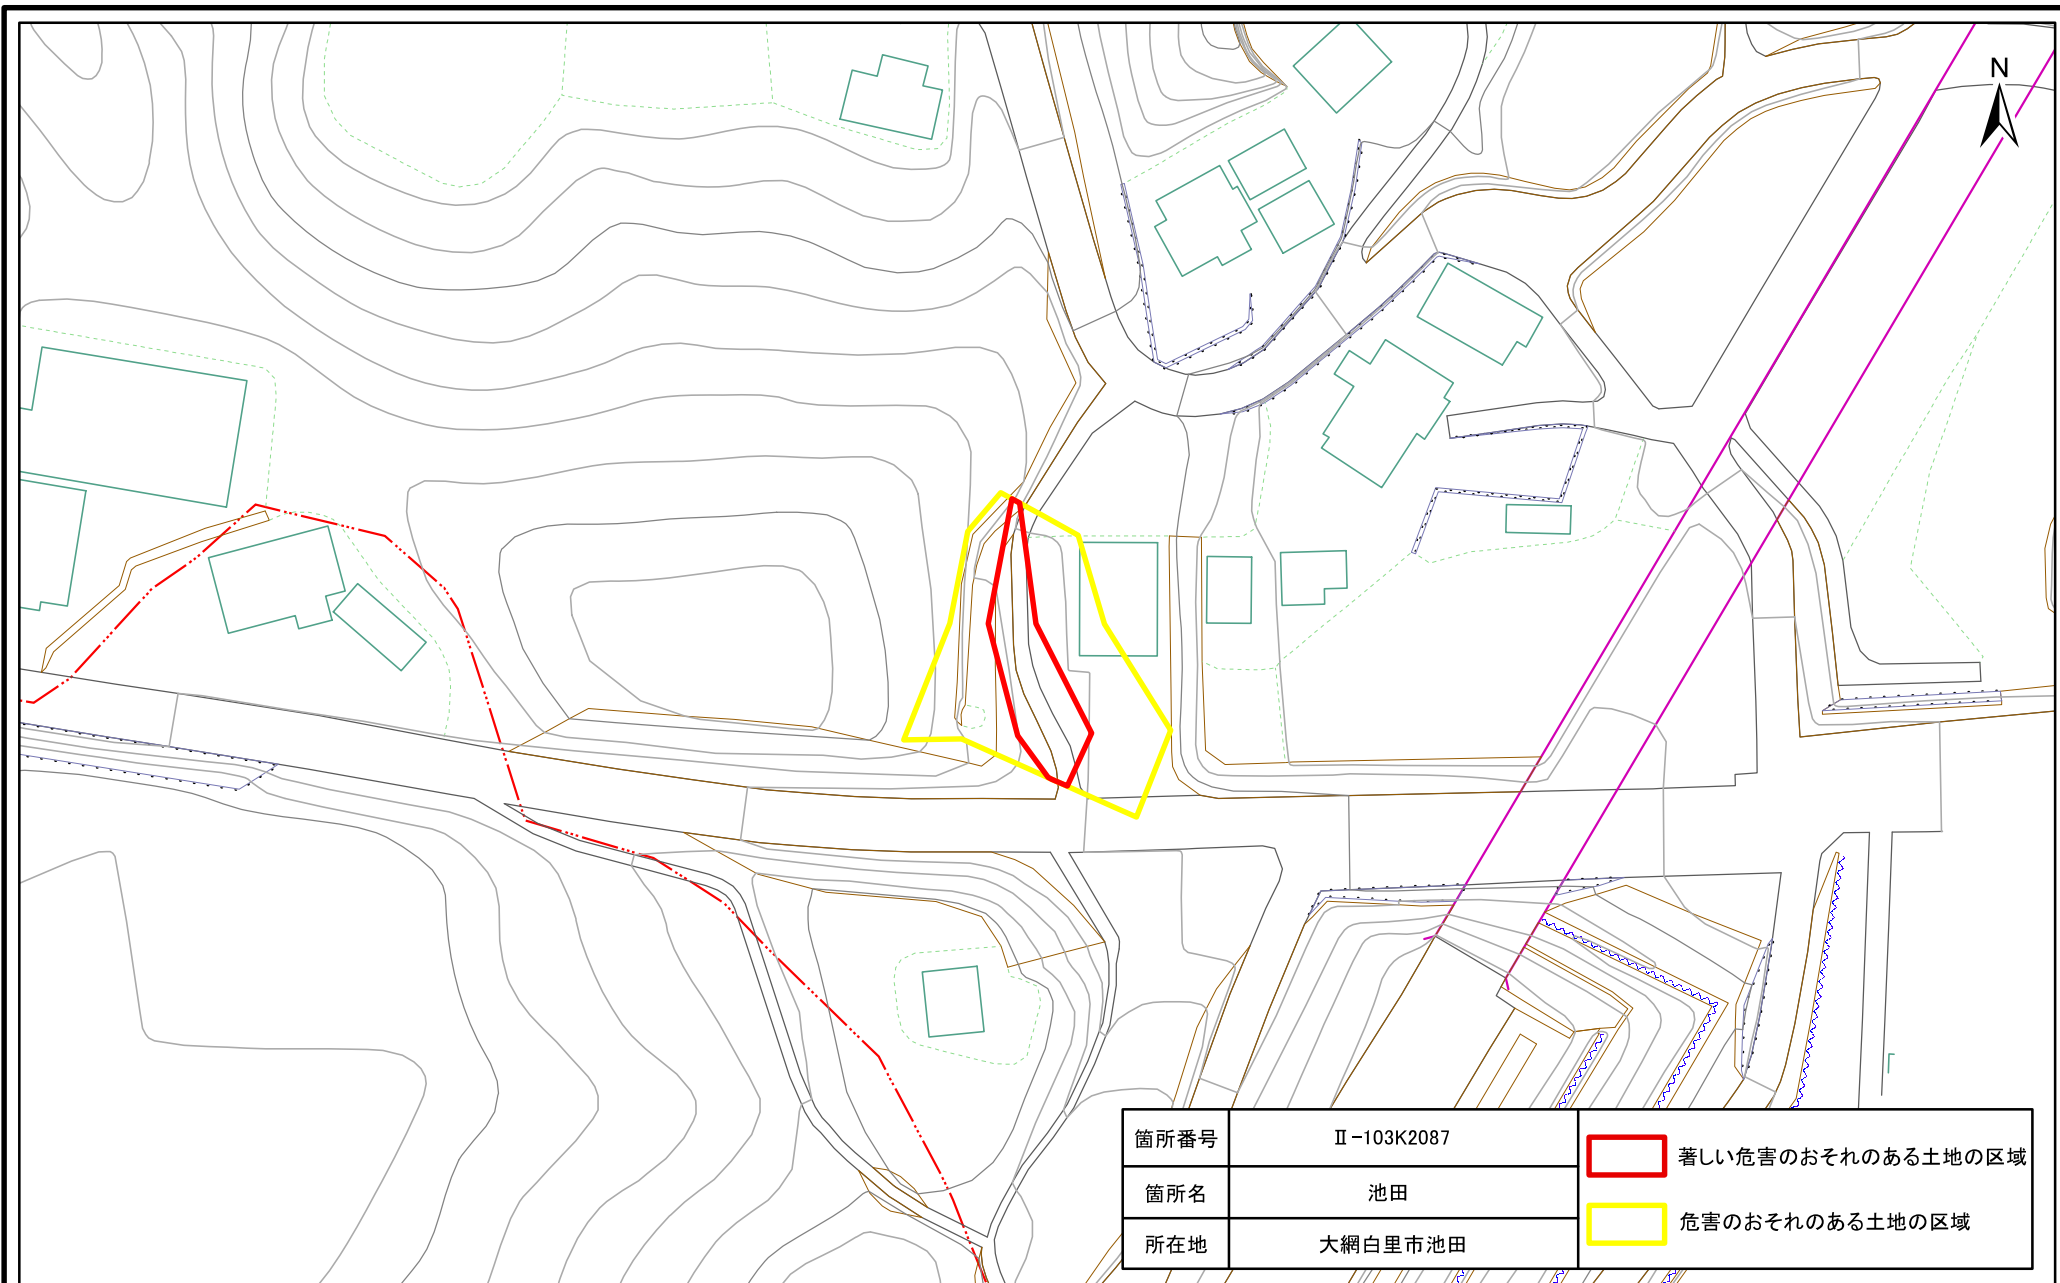 N
箇所番号 Ⅱ-103K2087
箇所名 池田
所在地 大網白里市池田
著しい危害のおそれのある土地の区域
危害のおそれのある土地の区域